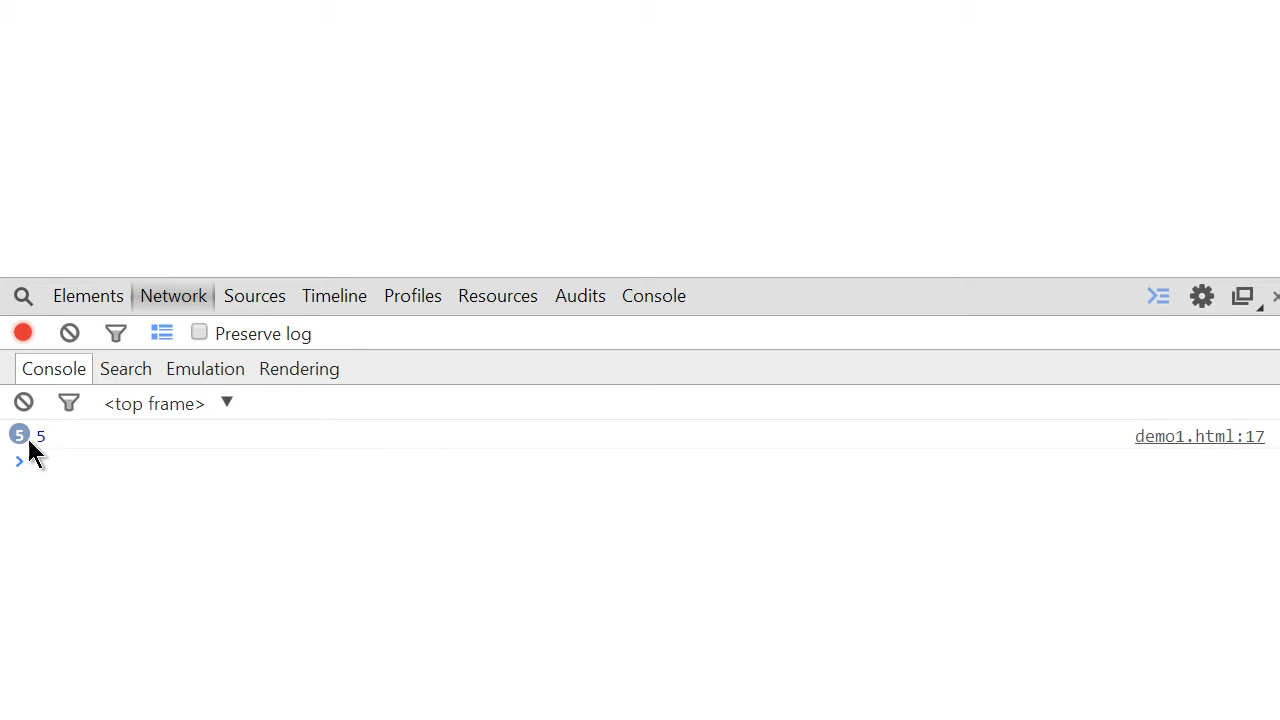 Elements Network Sources Timeline Profiles Resources Audits Console
Preserve log
Console Search Emulation Rendering
<top frame> ▼
5 5 demo1.html:17